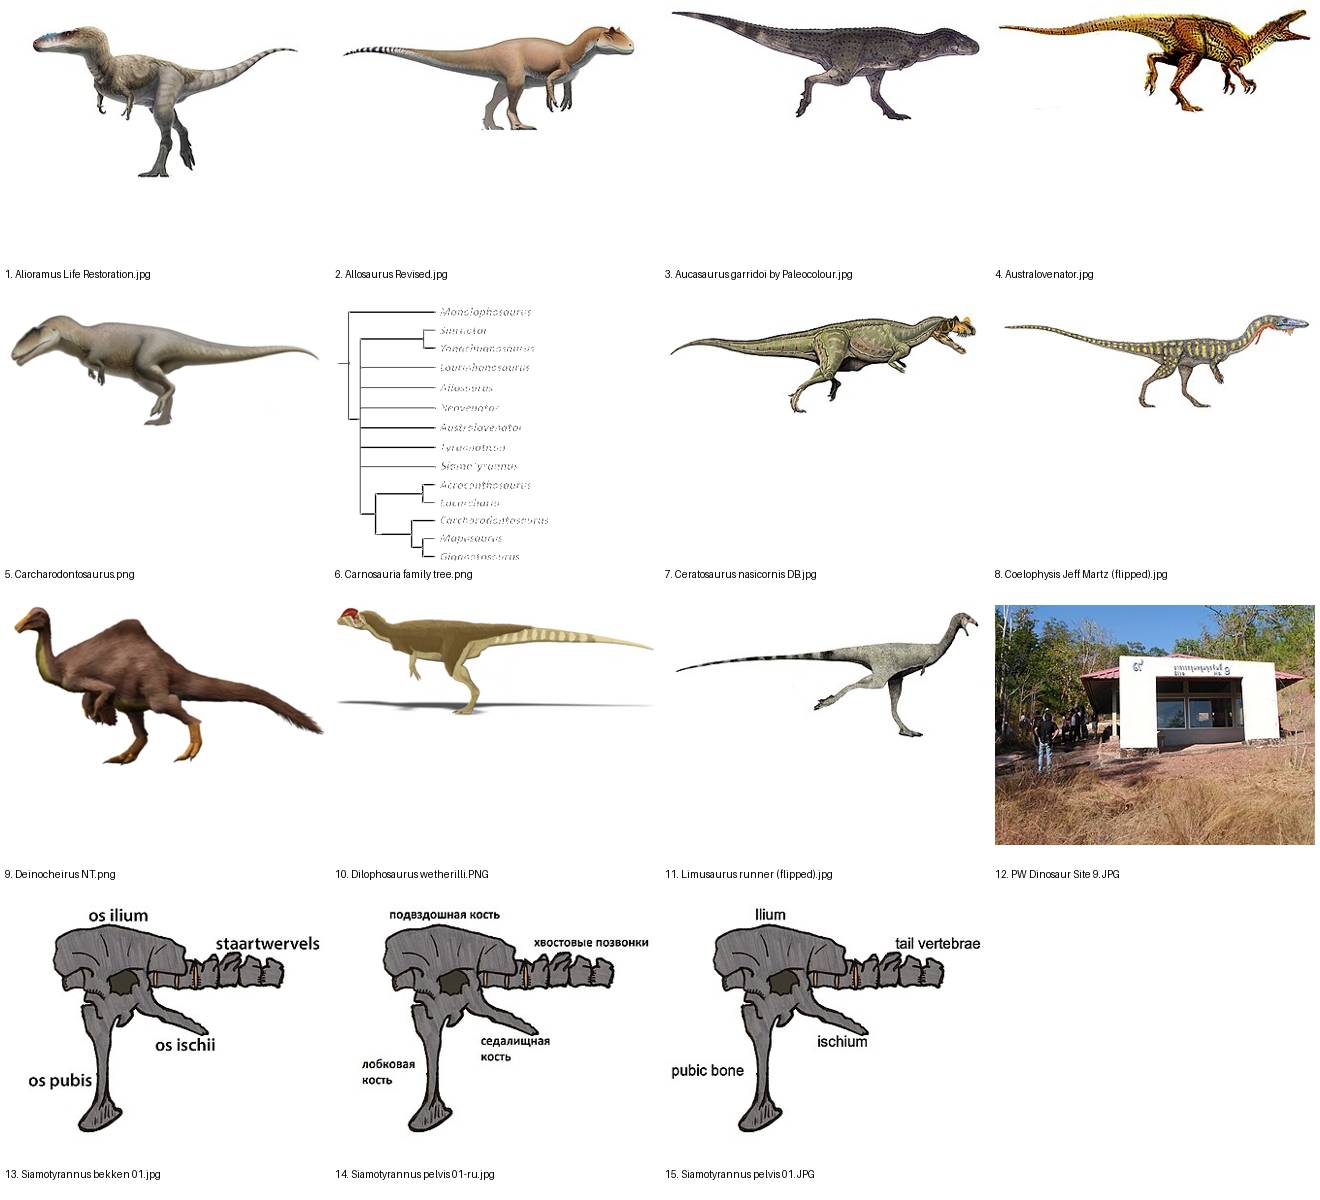 1. Alioramus Life Restoration.jpg
2. Allosaurus Revised.jpg
3. Aucasaurus garridoi by Paleocolour.jpg
4. Australovenator.jpg
Monolophosaurus
Sinraptor
Yangchuanosaurus
Lourinhanosaurus
Allosaurus
Neovenator
Australovenator
Siamotyrannus
Acrocanthosaurus
Eocarcharia
Carcharodontosaurus
Mapusaurus
Giganotosaurus
5. Carcharodontosaurus.png
6. Carnosauria family tree.png
7. Ceratosaurus nasicornis DB.jpg
8. Coelophysis Jeff Martz (flipped).jpg
9. Deinocheirus NT.png
10. Dilophosaurus wetherilli.PNG
11. Limusaurus runner (flipped).jpg
12. PW Dinosaur Site 9.JPG
os ilium
staartwervels
os ischii
os pubis
подвздошная кость
хвостовые позвонки
седалищная
кость
лобковая
кость
Ilium
tail vertebrae
ischium
pubic bone
13. Siamotyrannus bekken 01.jpg
14. Siamotyrannus pelvis 01-ru.jpg
15. Siamotyrannus pelvis 01.JPG